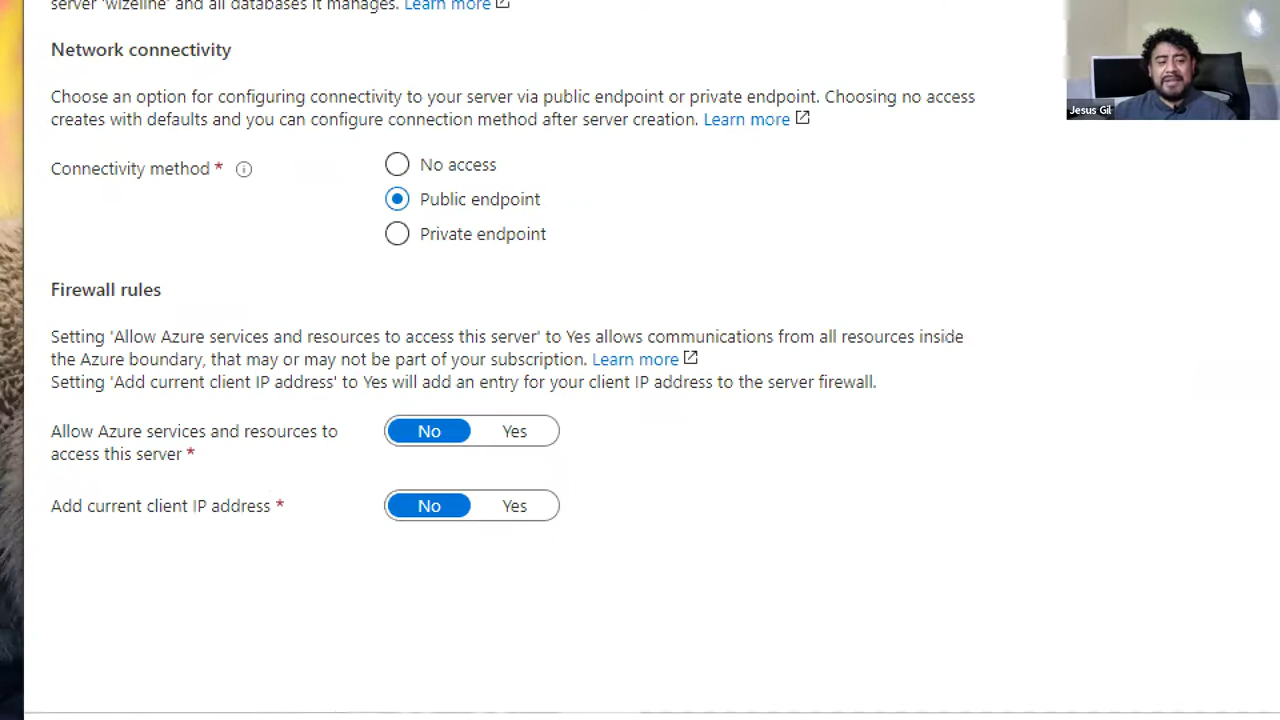 server 'wizeline' and all databases it manages. Learn more
Network connectivity
Choose an option for configuring connectivity to your server via public endpoint or private endpoint. Choosing no access
creates with defaults and you can configure connection method after server creation. Learn more
Connectivity method *
No access
Public endpoint
Private endpoint
Firewall rules
Setting 'Allow Azure services and resources to access this server' to Yes allows communications from all resources inside
the Azure boundary, that may or may not be part of your subscription. Learn more
Setting 'Add current client IP address' to Yes will add an entry for your client IP address to the server firewall.
Allow Azure services and resources to
access this server *
No Yes
Add current client IP address *
No Yes
Jesus Gil